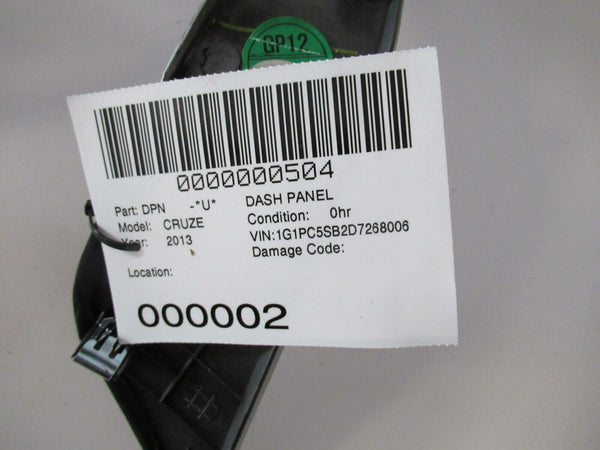 GP12
0000000504
Part: DPN -*U* DASH PANEL
Model: CRUZE Condition: 0hr
Year: 2013 VIN:1G1PC5SB2D7268006
Damage Code:
Location:
000002